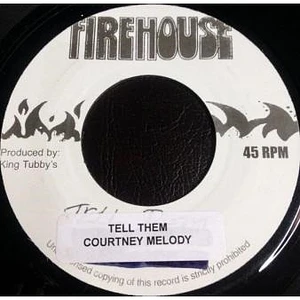 FIREHOUSE
Produced by:
King Tubby's
45 RPM
TELL THEM
COURTNEY MELODY
copying of this record is strictly prohibited